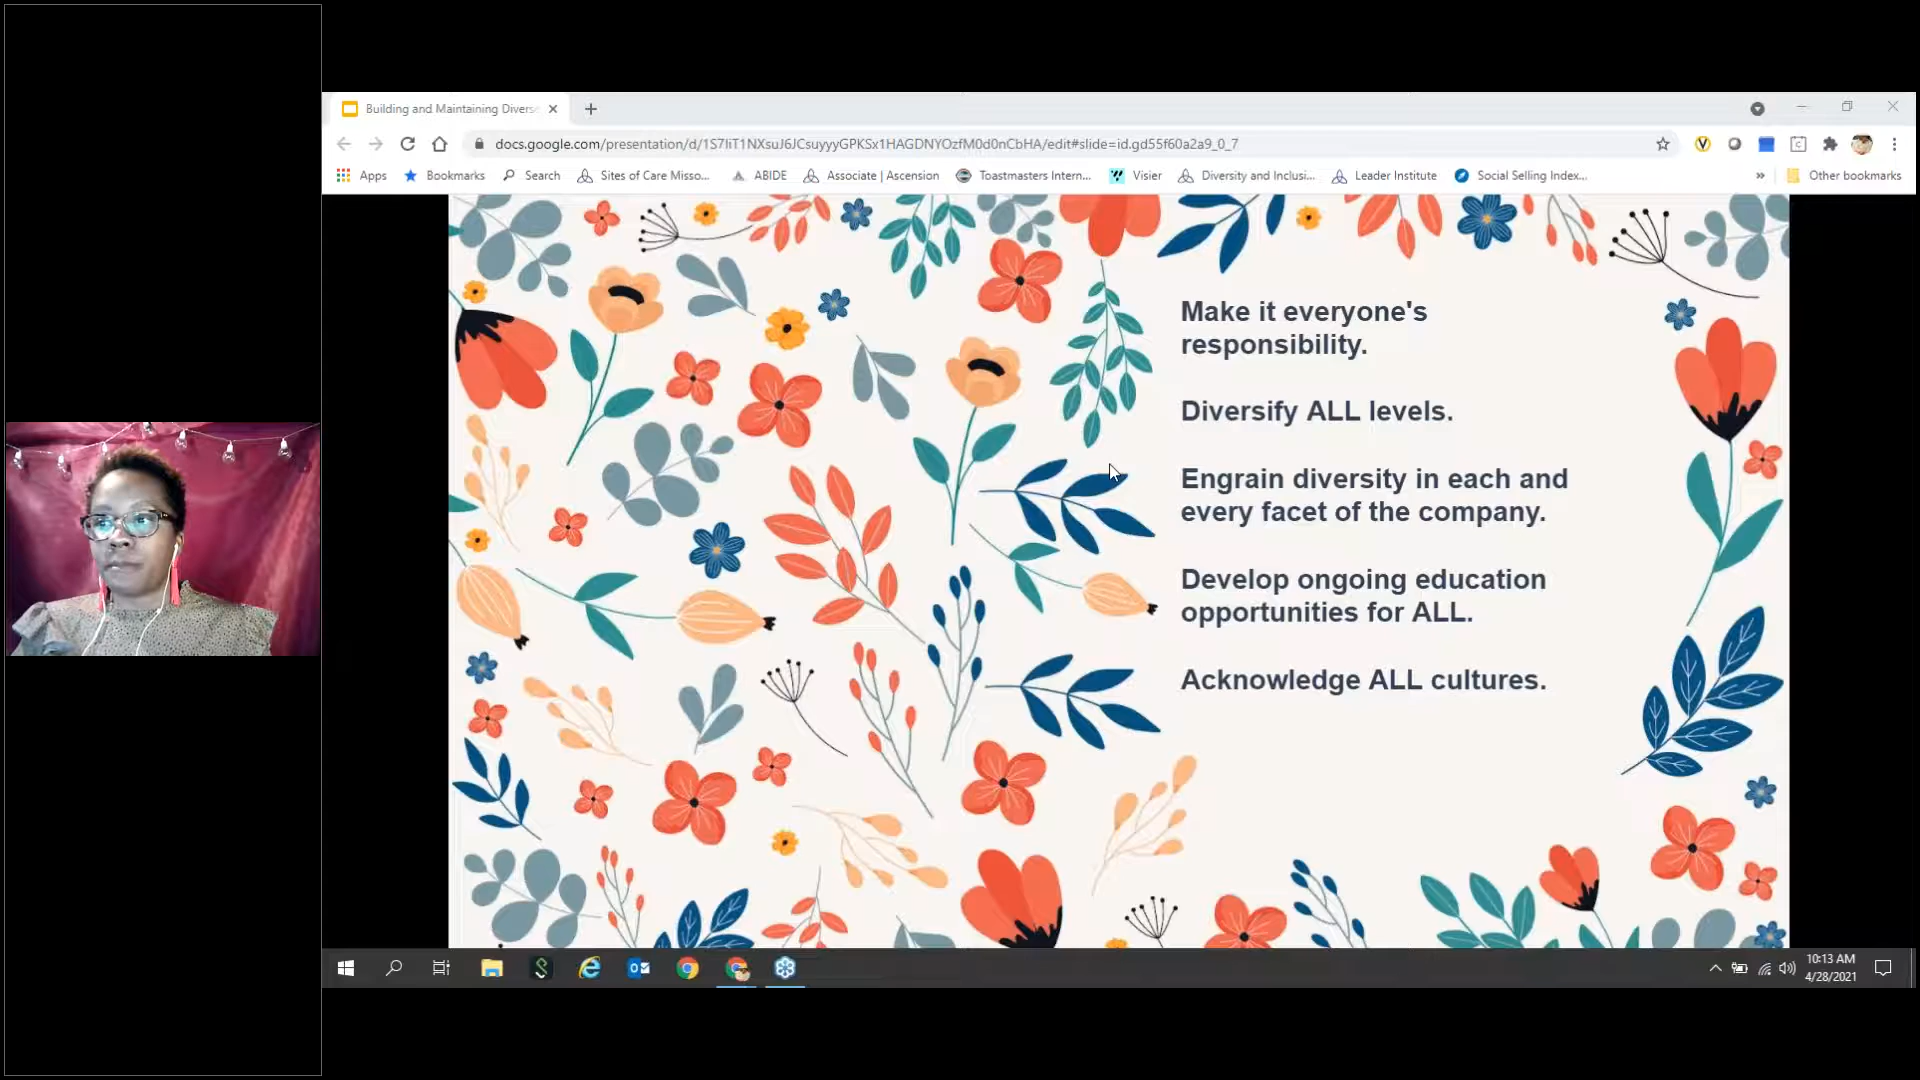 Building and Maintaining Diverse
docs.google.com/presentation/d/1S7IiT1NXsuJ6JCsuyyyGPKSx1HAGDNYOzfM0d0nCbHA/edit#slide=id.gd55f60a2a9_0_7
Apps Bookmarks Search Sites of Care Misso... ABIDE Associate | Ascension Toastmasters Intern... Visier Diversity and Inclusi... Leader Institute Social Selling Index... » Other bookmarks
Make it everyone's
responsibility.
Diversify ALL levels.
Engrain diversity in each and
every facet of the company.
Develop ongoing education
opportunities for ALL.
Acknowledge ALL cultures.
10:13 AM
4/28/2021